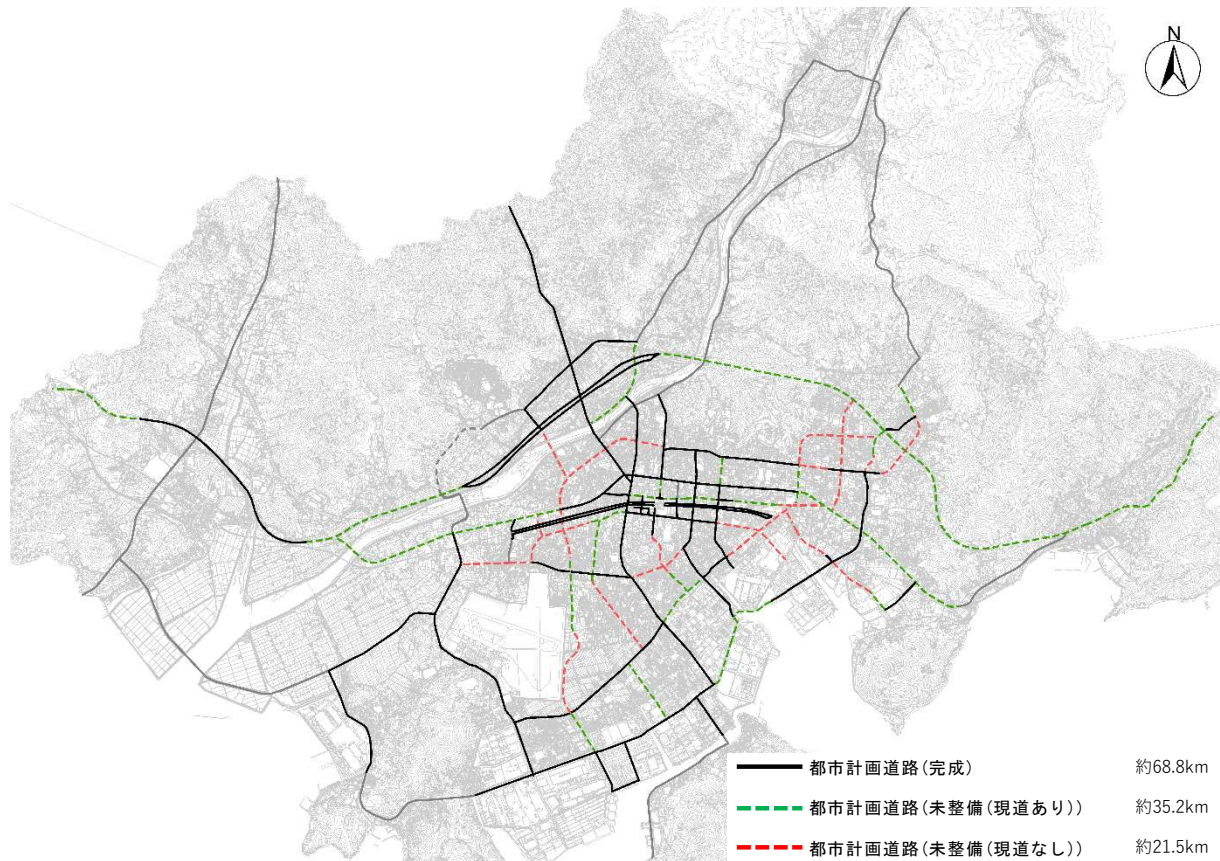 N
都市計画道路(完成) 約68.8km
都市計画道路(未整備(現道あり)) 約35.2km
都市計画道路(未整備(現道なし)) 約21.5km